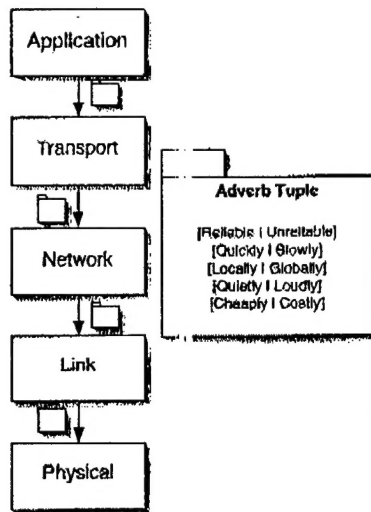 Application
Transport
Network
Link
Physical
Adverb Tuple
[Reliable | Unreliable]
[Quickly | Slowly]
[Locally | Globally]
[Quietly | Loudly]
[Cheaply | Costly]